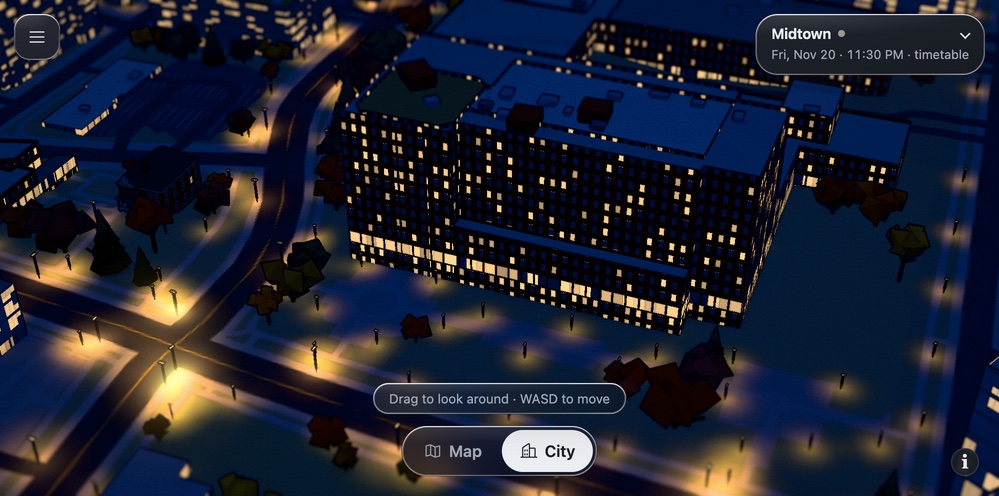 Midtown
Fri, Nov 20 · 11:30 PM · timetable
Drag to look around · WASD to move
Map
City
i